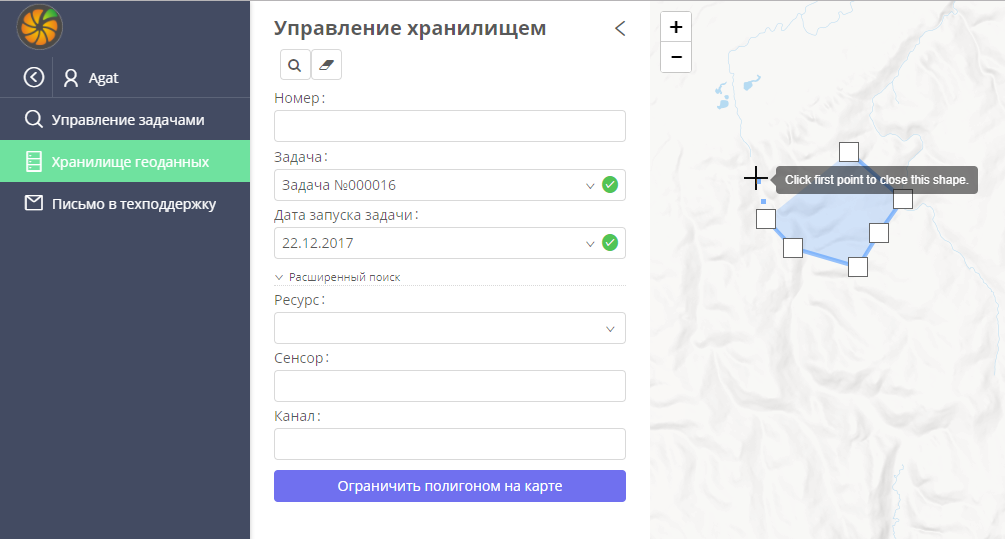 Agat
Управление задачами
Хранилище геоданных
Письмо в техподдержку
Управление хранилищем
Номер:
Задача:
Задача №000016
Дата запуска задачи:
22.12.2017
Расширенный поиск
Ресурс:
Сенсор:
Канал:
Ограничить полигоном на карте
+
−
Click first point to close this shape.